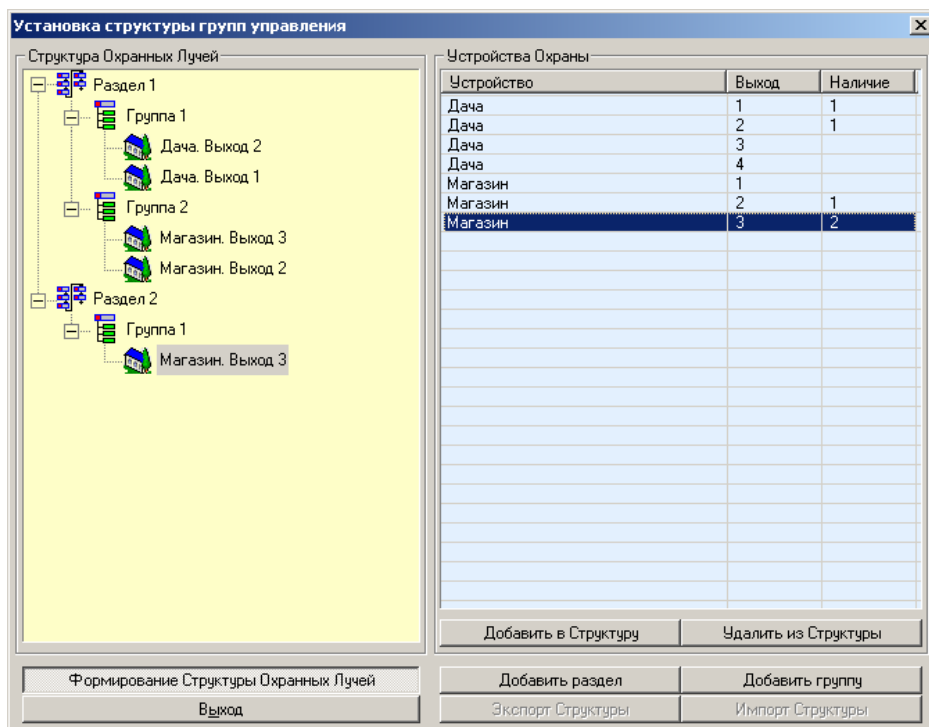 Установка структуры групп управления
Структура Охранных Лучей
Раздел 1
Группа 1
Дача. Выход 2
Дача. Выход 1
Группа 2
Магазин. Выход 3
Магазин. Выход 2
Раздел 2
Группа 1
Магазин. Выход 3
Устройства Охраны
Устройство Выход Наличие
Дача 1 1
Дача 2 1
Дача 3
Дача 4
Магазин 1
Магазин 2 1
Магазин 3 2
Добавить в Структуру Удалить из Структуры
Формирование Структуры Охранных Лучей Добавить раздел Добавить группу
Выход Экспорт Структуры Импорт Структуры